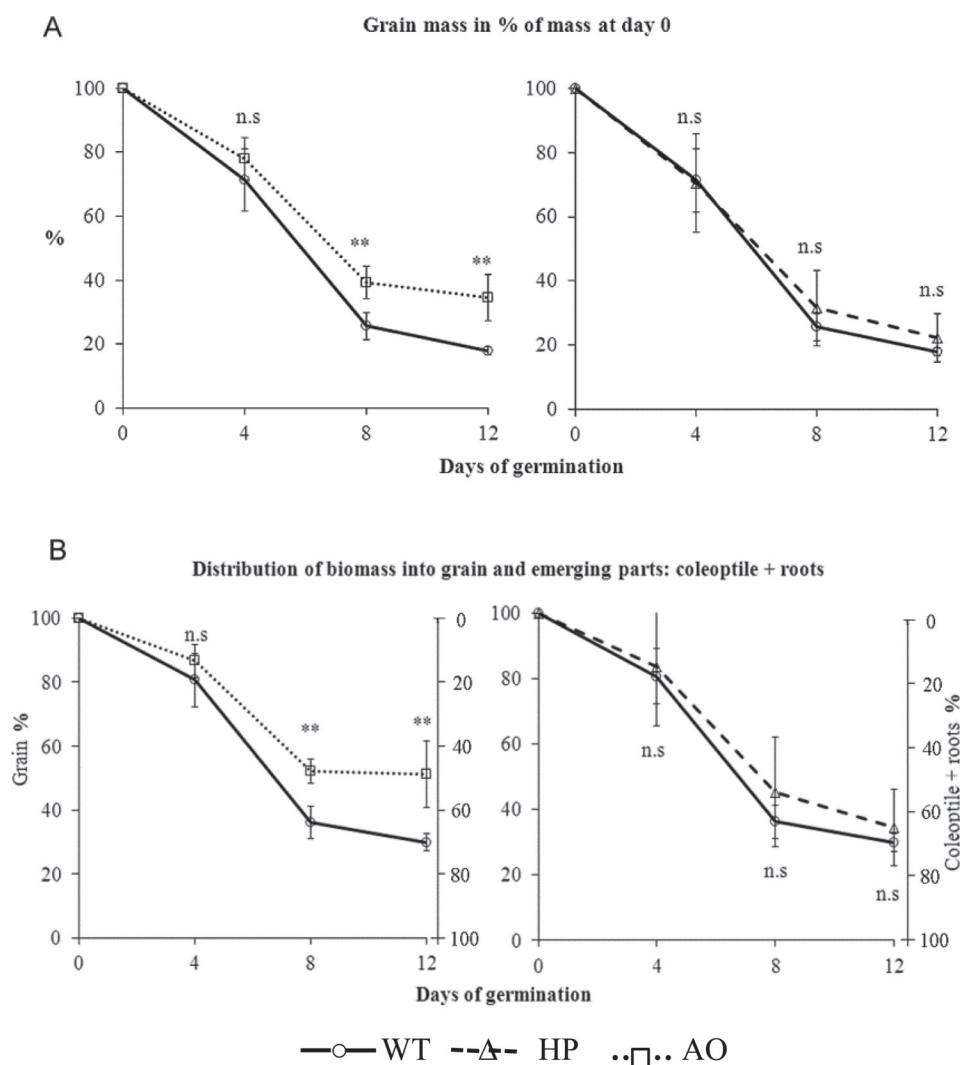 A
Grain mass in % of mass at day 0
100
80
60
%
40
20
0
n.s
**
**
0 4 8 12
100
80
60
40
20
0
n.s
n.s
n.s
0 4 8 12
Days of germination
B
Distribution of biomass into grain and emerging parts: coleoptile + roots
Grain %
100
80
60
40
20
0
n.s
**
**
0
20
40
60
80
100
0 4 8 12
100
80
60
40
20
0
n.s
n.s
n.s
0
20
40
60
80
100
Coleoptile + roots %
0 4 8 12
Days of germination
WT HP AO